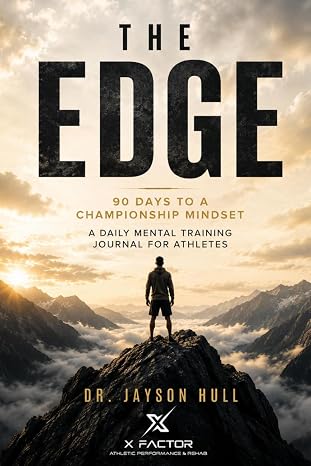 THE
EDGE
90 DAYS TO A
CHAMPIONSHIP MINDSET
A DAILY MENTAL TRAINING
JOURNAL FOR ATHLETES
DR. JAYSON HULL
X FACTOR
ATHLETIC PERFORMANCE & REHAB